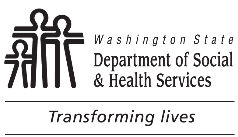 Washington State
Department of Social
& Health Services
Transforming lives